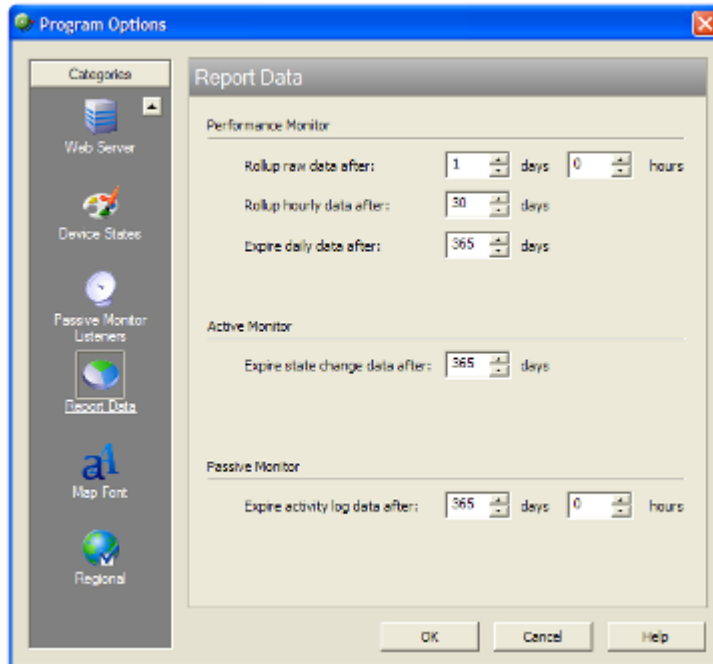 Program Options
Categories
Web Server
Device States
Passive Monitor
Listeners
Report Data
Map Font
Regional
Report Data
Performance Monitor
Rollup raw data after: 1 days 0 hours
Rollup hourly data after: 30 days
Expire daily data after: 365 days
Active Monitor
Expire state change data after: 365 days
Passive Monitor
Expire activity log data after: 365 days 0 hours
OK Cancel Help